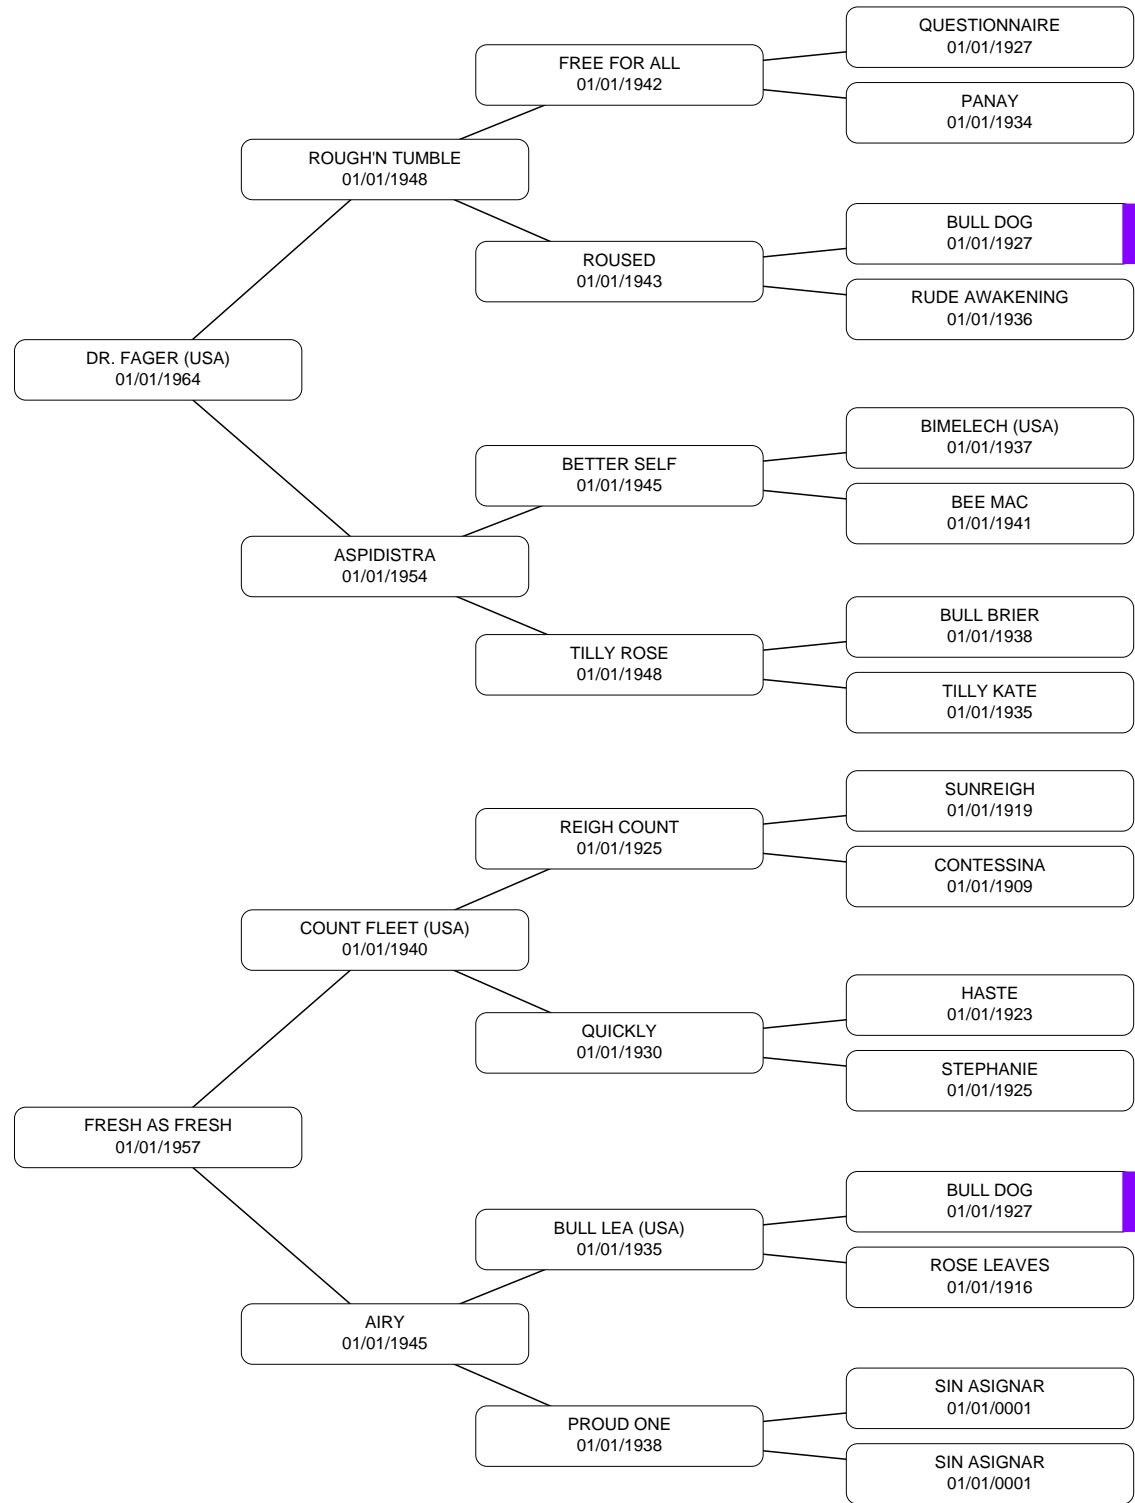 QUESTIONNAIRE
01/01/1927
FREE FOR ALL
01/01/1942
PANAY
01/01/1934
ROUGH'N TUMBLE
01/01/1948
BULL DOG
01/01/1927
ROUSED
01/01/1943
RUDE AWAKENING
01/01/1936
DR. FAGER (USA)
01/01/1964
BIMELECH (USA)
01/01/1937
BETTER SELF
01/01/1945
BEE MAC
01/01/1941
ASPIDISTRA
01/01/1954
BULL BRIER
01/01/1938
TILLY ROSE
01/01/1948
TILLY KATE
01/01/1935
SUNREIGH
01/01/1919
REIGH COUNT
01/01/1925
CONTESSINA
01/01/1909
COUNT FLEET (USA)
01/01/1940
HASTE
01/01/1923
QUICKLY
01/01/1930
STEPHANIE
01/01/1925
FRESH AS FRESH
01/01/1957
BULL DOG
01/01/1927
BULL LEA (USA)
01/01/1935
ROSE LEAVES
01/01/1916
AIRY
01/01/1945
SIN ASIGNAR
01/01/0001
PROUD ONE
01/01/1938
SIN ASIGNAR
01/01/0001